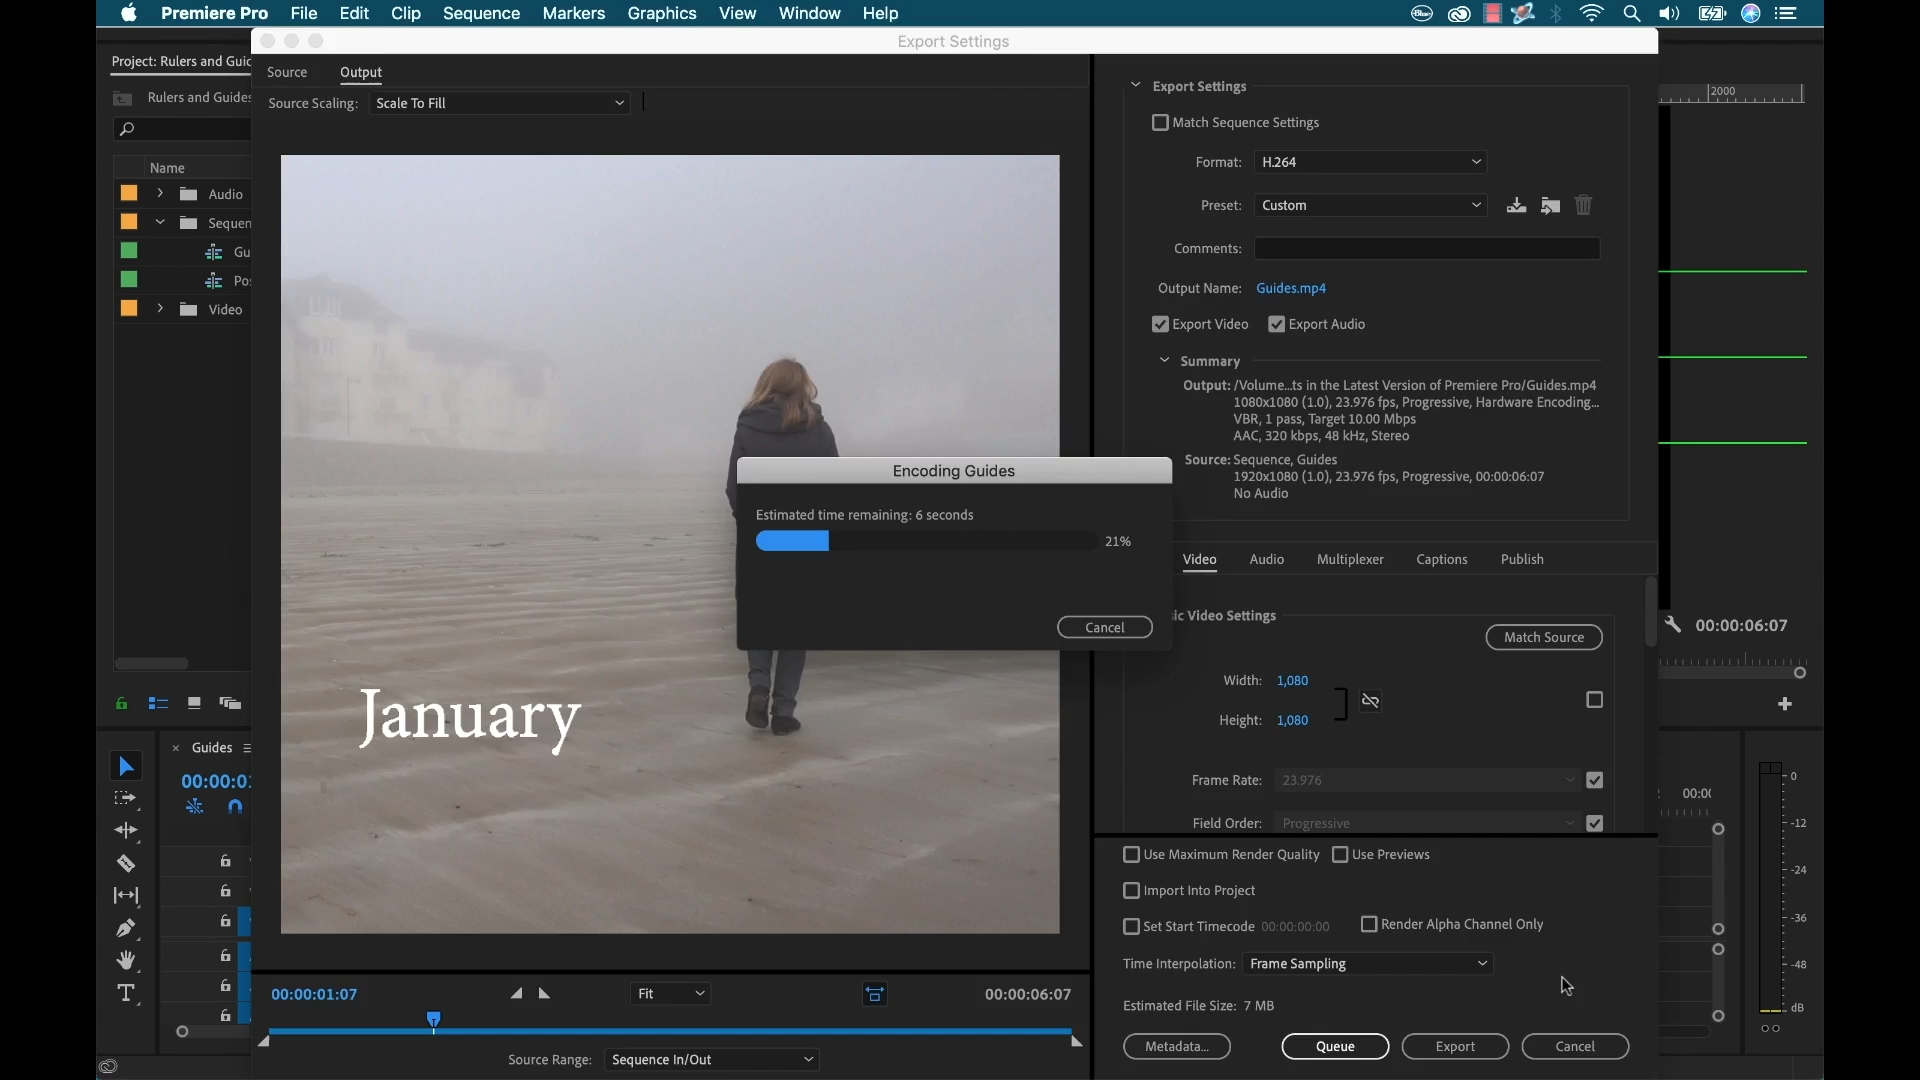 Premiere Pro File Edit Clip Sequence Markers Graphics View Window Help
Export Settings
Project: Rulers and Guid
Rulers and Guides
Name
Audio
Sequen
Gu
Pos
Video
Source Output
Source Scaling: Scale To Fill
January
00:00:01:07 Fit 00:00:06:07
Source Range: Sequence In/Out
Encoding Guides
Estimated time remaining: 6 seconds
21%
Cancel
Export Settings
Match Sequence Settings
Format: H.264
Preset: Custom
Comments:
Output Name: Guides.mp4
Export Video Export Audio
Summary
Output: /Volume...ts in the Latest Version of Premiere Pro/Guides.mp4
1080x1080 (1.0), 23.976 fps, Progressive, Hardware Encoding...
VBR, 1 pass, Target 10.00 Mbps
AAC, 320 kbps, 48 kHz, Stereo
Source: Sequence, Guides
1920x1080 (1.0), 23.976 fps, Progressive, 00:00:06:07
No Audio
Video Audio Multiplexer Captions Publish
ic Video Settings
Match Source
Width: 1,080
Height: 1,080
Frame Rate: 23.976
Field Order: Progressive
Use Maximum Render Quality Use Previews
Import Into Project
Set Start Timecode 00:00:00:00 Render Alpha Channel Only
Time Interpolation: Frame Sampling
Estimated File Size: 7 MB
Metadata... Queue Export Cancel
2000
00:00:06:07
Guides
00:00:01
00:00
0
-12
-24
-36
-48
dB